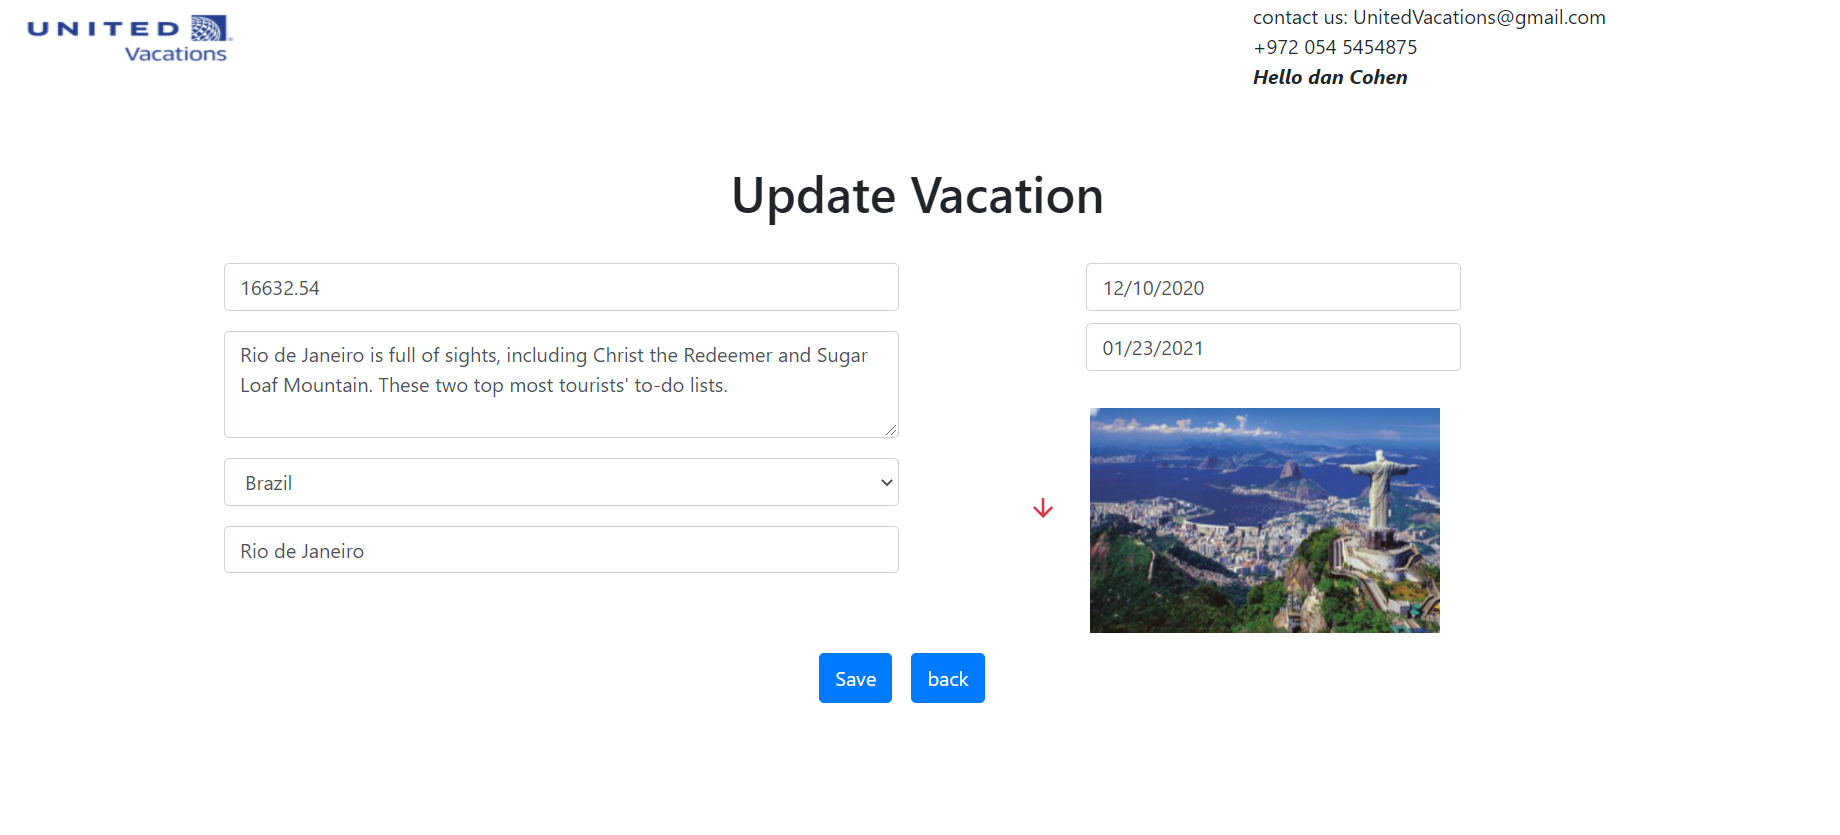 UNITED
Vacations
contact us: UnitedVacations@gmail.com
+972 054 5454875
Hello dan Cohen
Update Vacation
16632.54
Rio de Janeiro is full of sights, including Christ the Redeemer and Sugar
Loaf Mountain. These two top most tourists' to-do lists.
Brazil
Rio de Janeiro
12/10/2020
01/23/2021
Save
back